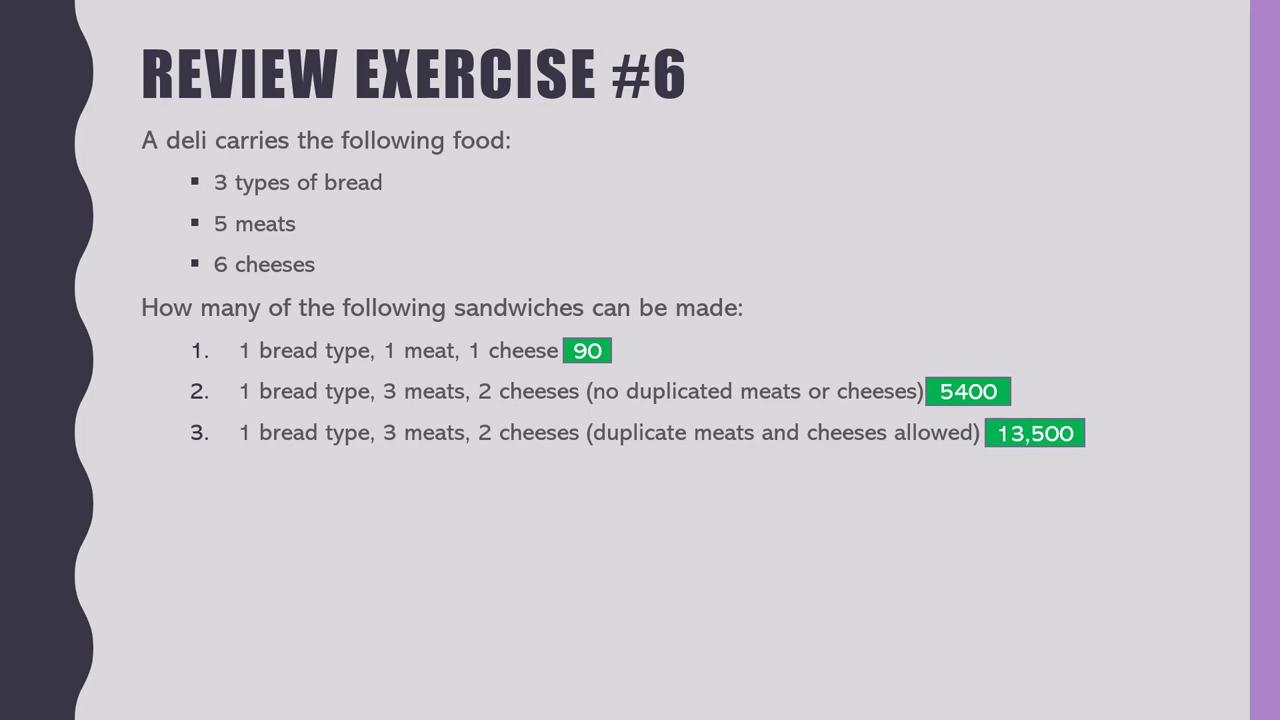 REVIEW EXERCISE #6
A deli carries the following food:
▪ 3 types of bread
▪ 5 meats
▪ 6 cheeses
How many of the following sandwiches can be made:
1. 1 bread type, 1 meat, 1 cheese 90
2. 1 bread type, 3 meats, 2 cheeses (no duplicated meats or cheeses) 5400
3. 1 bread type, 3 meats, 2 cheeses (duplicate meats and cheeses allowed) 13,500